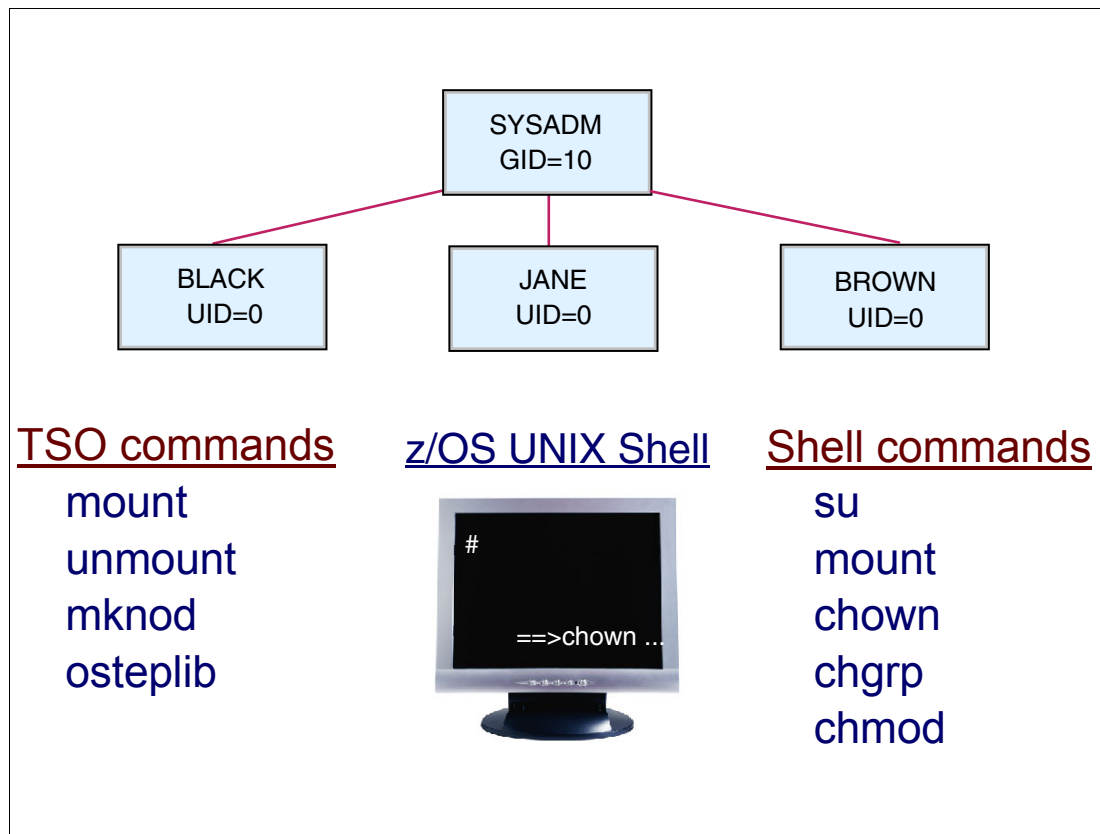 SYSADM
GID=10
BLACK
UID=0
JANE
UID=0
BROWN
UID=0
TSO commands
mount
unmount
mknod
osteplib
z/OS UNIX Shell
#
==>chown ...
Shell commands
su
mount
chown
chgrp
chmod